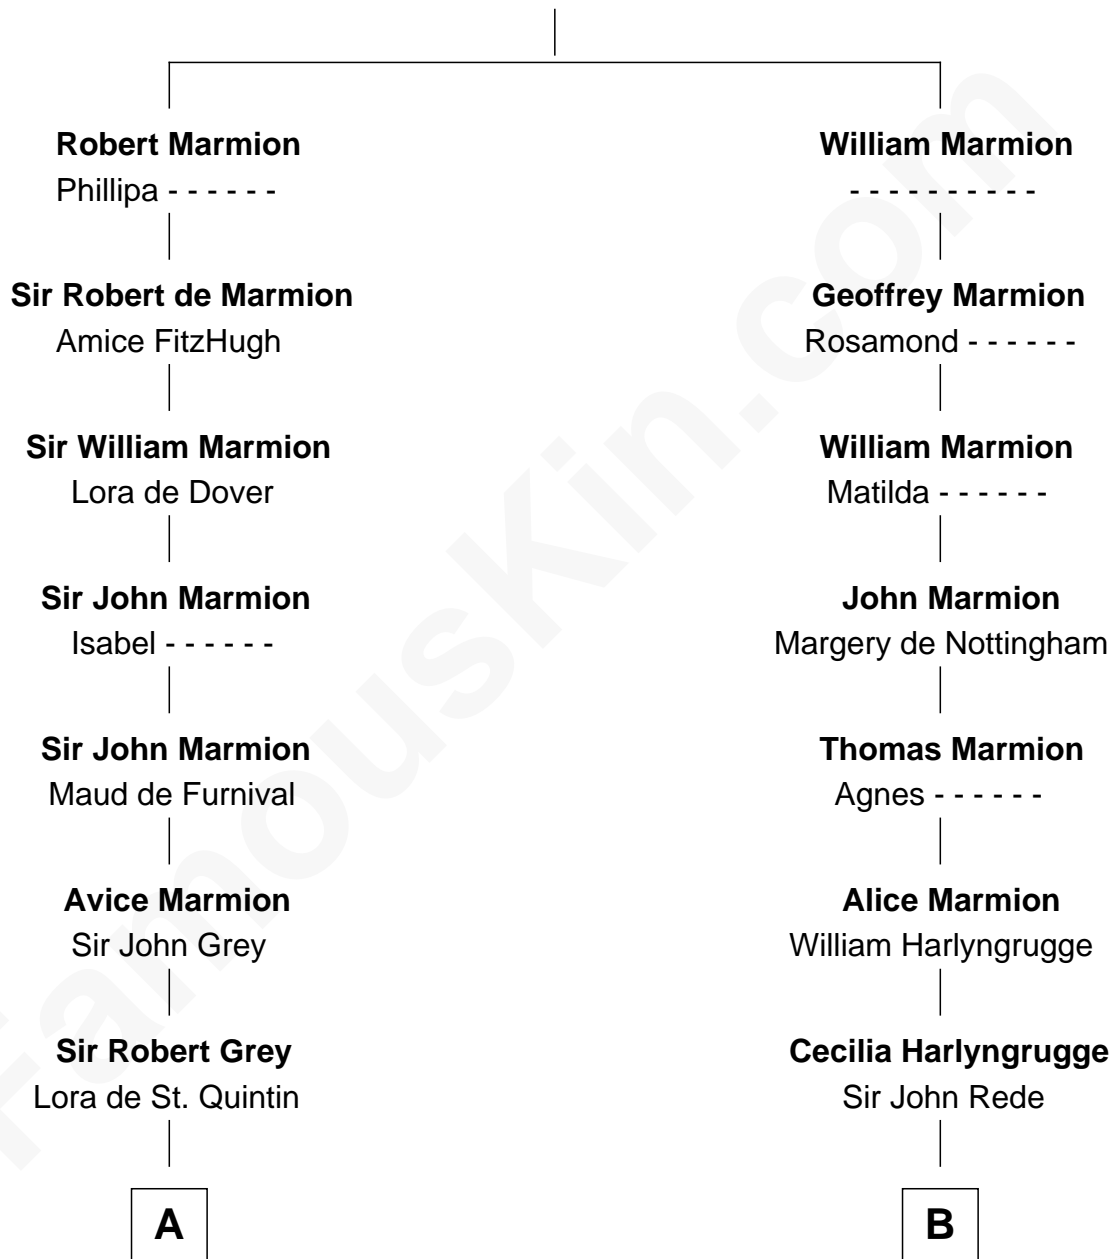 Robert Marmion
Phillipa - - - - - -
Sir Robert de Marmion
Amice FitzHugh
Sir William Marmion
Lora de Dover
Sir John Marmion
Isabel - - - - - -
Sir John Marmion
Maud de Furnival
Avice Marmion
Sir John Grey
Sir Robert Grey
Lora de St. Quintin
A
William Marmion
- - - - - - - - - -
Geoffrey Marmion
Rosamond - - - - - -
William Marmion
Matilda - - - - - -
John Marmion
Margery de Nottingham
Thomas Marmion
Agnes - - - - - -
Alice Marmion
William Harlyngrugge
Cecilia Harlyngrugge
Sir John Rede
B
FamousKin.com